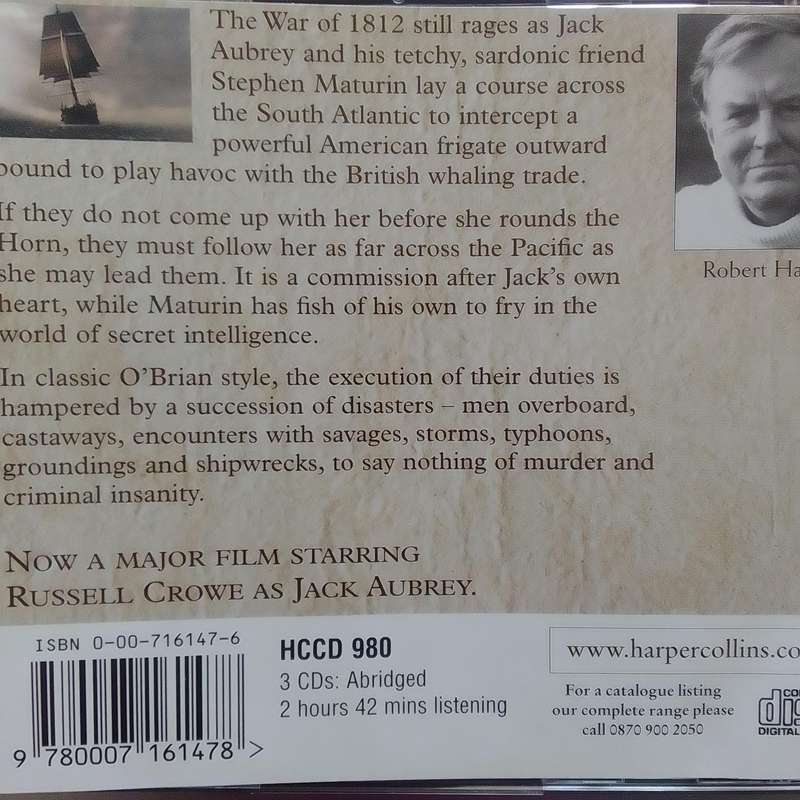 The War of 1812 still rages as Jack
Aubrey and his tetchy, sardonic friend
Stephen Maturin lay a course across
the South Atlantic to intercept a
powerful American frigate outward
bound to play havoc with the British whaling trade.
If they do not come up with her before she rounds the
Horn, they must follow her as far across the Pacific as
she may lead them. It is a commission after Jack's own
heart, while Maturin has fish of his own to fry in the
world of secret intelligence.
In classic O'Brian style, the execution of their duties is
hampered by a succession of disasters – men overboard,
castaways, encounters with savages, storms, typhoons,
groundings and shipwrecks, to say nothing of murder and
criminal insanity.
NOW A MAJOR FILM STARRING
RUSSELL CROWE AS JACK AUBREY.
Robert Ha
ISBN 0-00-716147-6
9 780007 161478 >
HCCD 980
3 CDs: Abridged
2 hours 42 mins listening
www.harpercollins.co
For a catalogue listing
our complete range please
call 0870 900 2050
DIGITAL